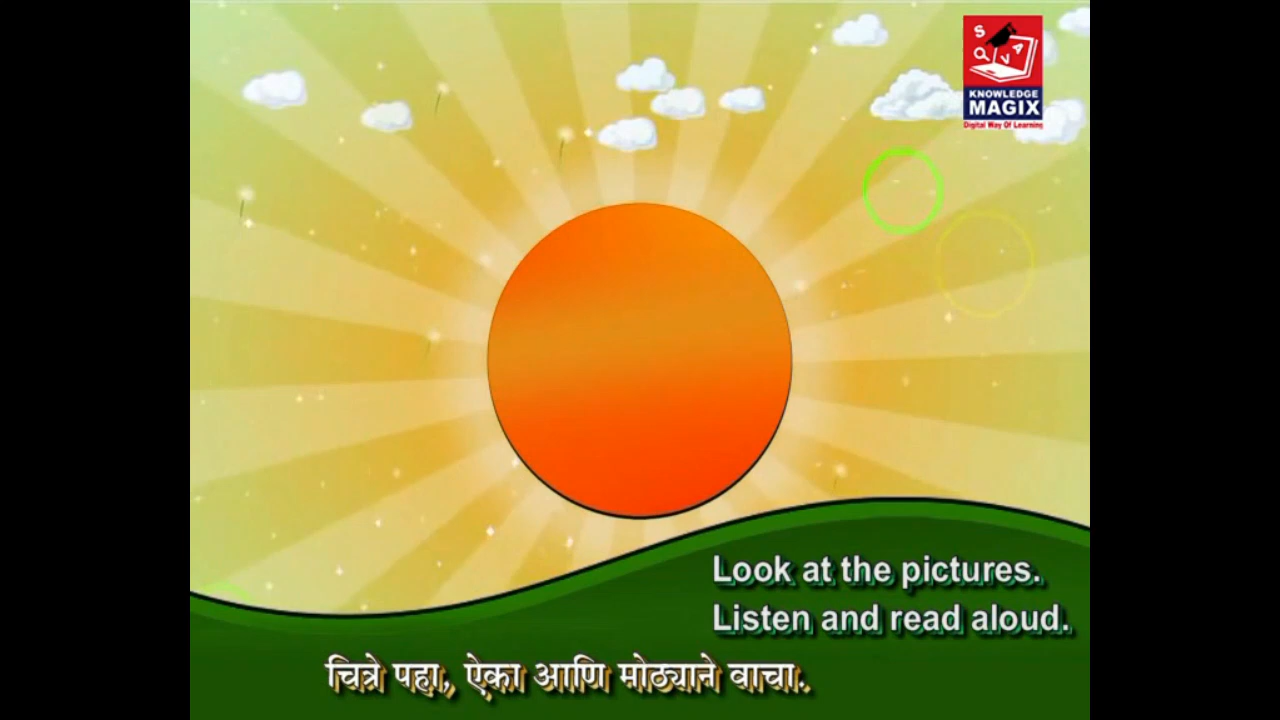 S
Q
V
A
KNOWLEDGE
MAGIX
Digital Way Of Learning
Look at the pictures.
Listen and read aloud.
चित्रे पहा, ऐका आणि मोठ्याने वाचा.